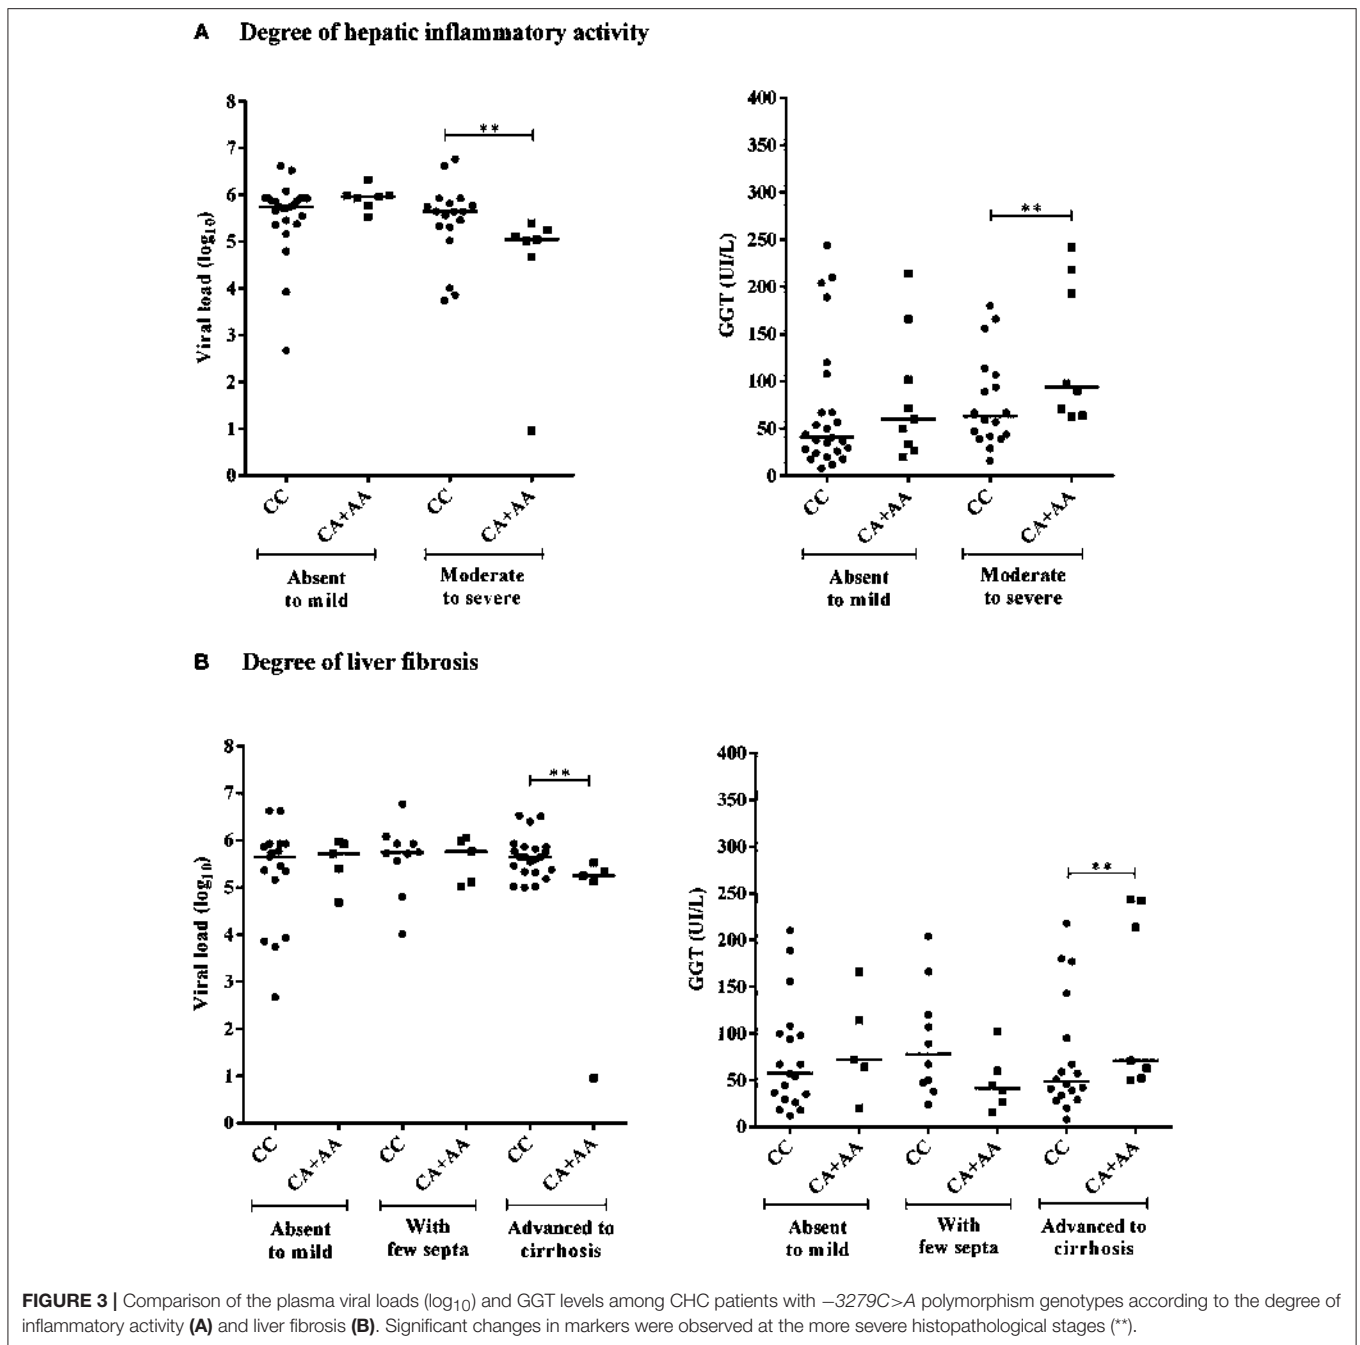 A Degree of hepatic inflammatory activity
8
7
6
5
4
3
2
1
0
Viral load (log10)
**
CC
CA+AA
CC
CA+AA
Absent
to mild
Moderate
to severe
400
350
300
250
200
150
100
50
0
GGT (UI/L)
**
CC
CA+AA
CC
CA+AA
Absent
to mild
Moderate
to severe
B Degree of liver fibrosis
8
7
6
5
4
3
2
1
0
Viral load (log10)
**
CC
CA+AA
CC
CA+AA
CC
CA+AA
Absent
to mild
With
few septa
Advanced to
cirrhosis
400
350
300
250
200
150
100
50
0
GGT (UI/L)
**
CC
CA+AA
CC
CA+AA
CC
CA+AA
Absent
to mild
With
few septa
Advanced to
cirrhosis
FIGURE 3 | Comparison of the plasma viral loads (log10) and GGT levels among CHC patients with −3279C>A polymorphism genotypes according to the degree of
inflammatory activity (A) and liver fibrosis (B). Significant changes in markers were observed at the more severe histopathological stages (**).